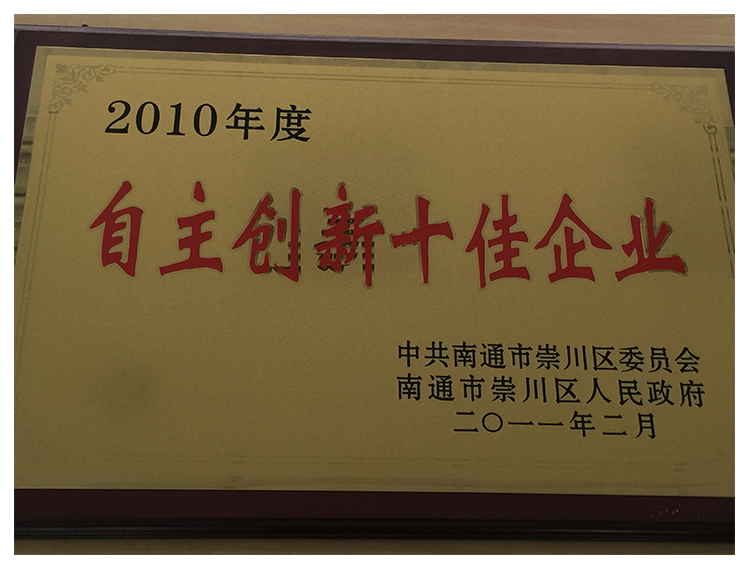 2010年度
自主创新十佳企业
中共南通市崇川区委员会
南通市崇川区人民政府
二〇一一年二月